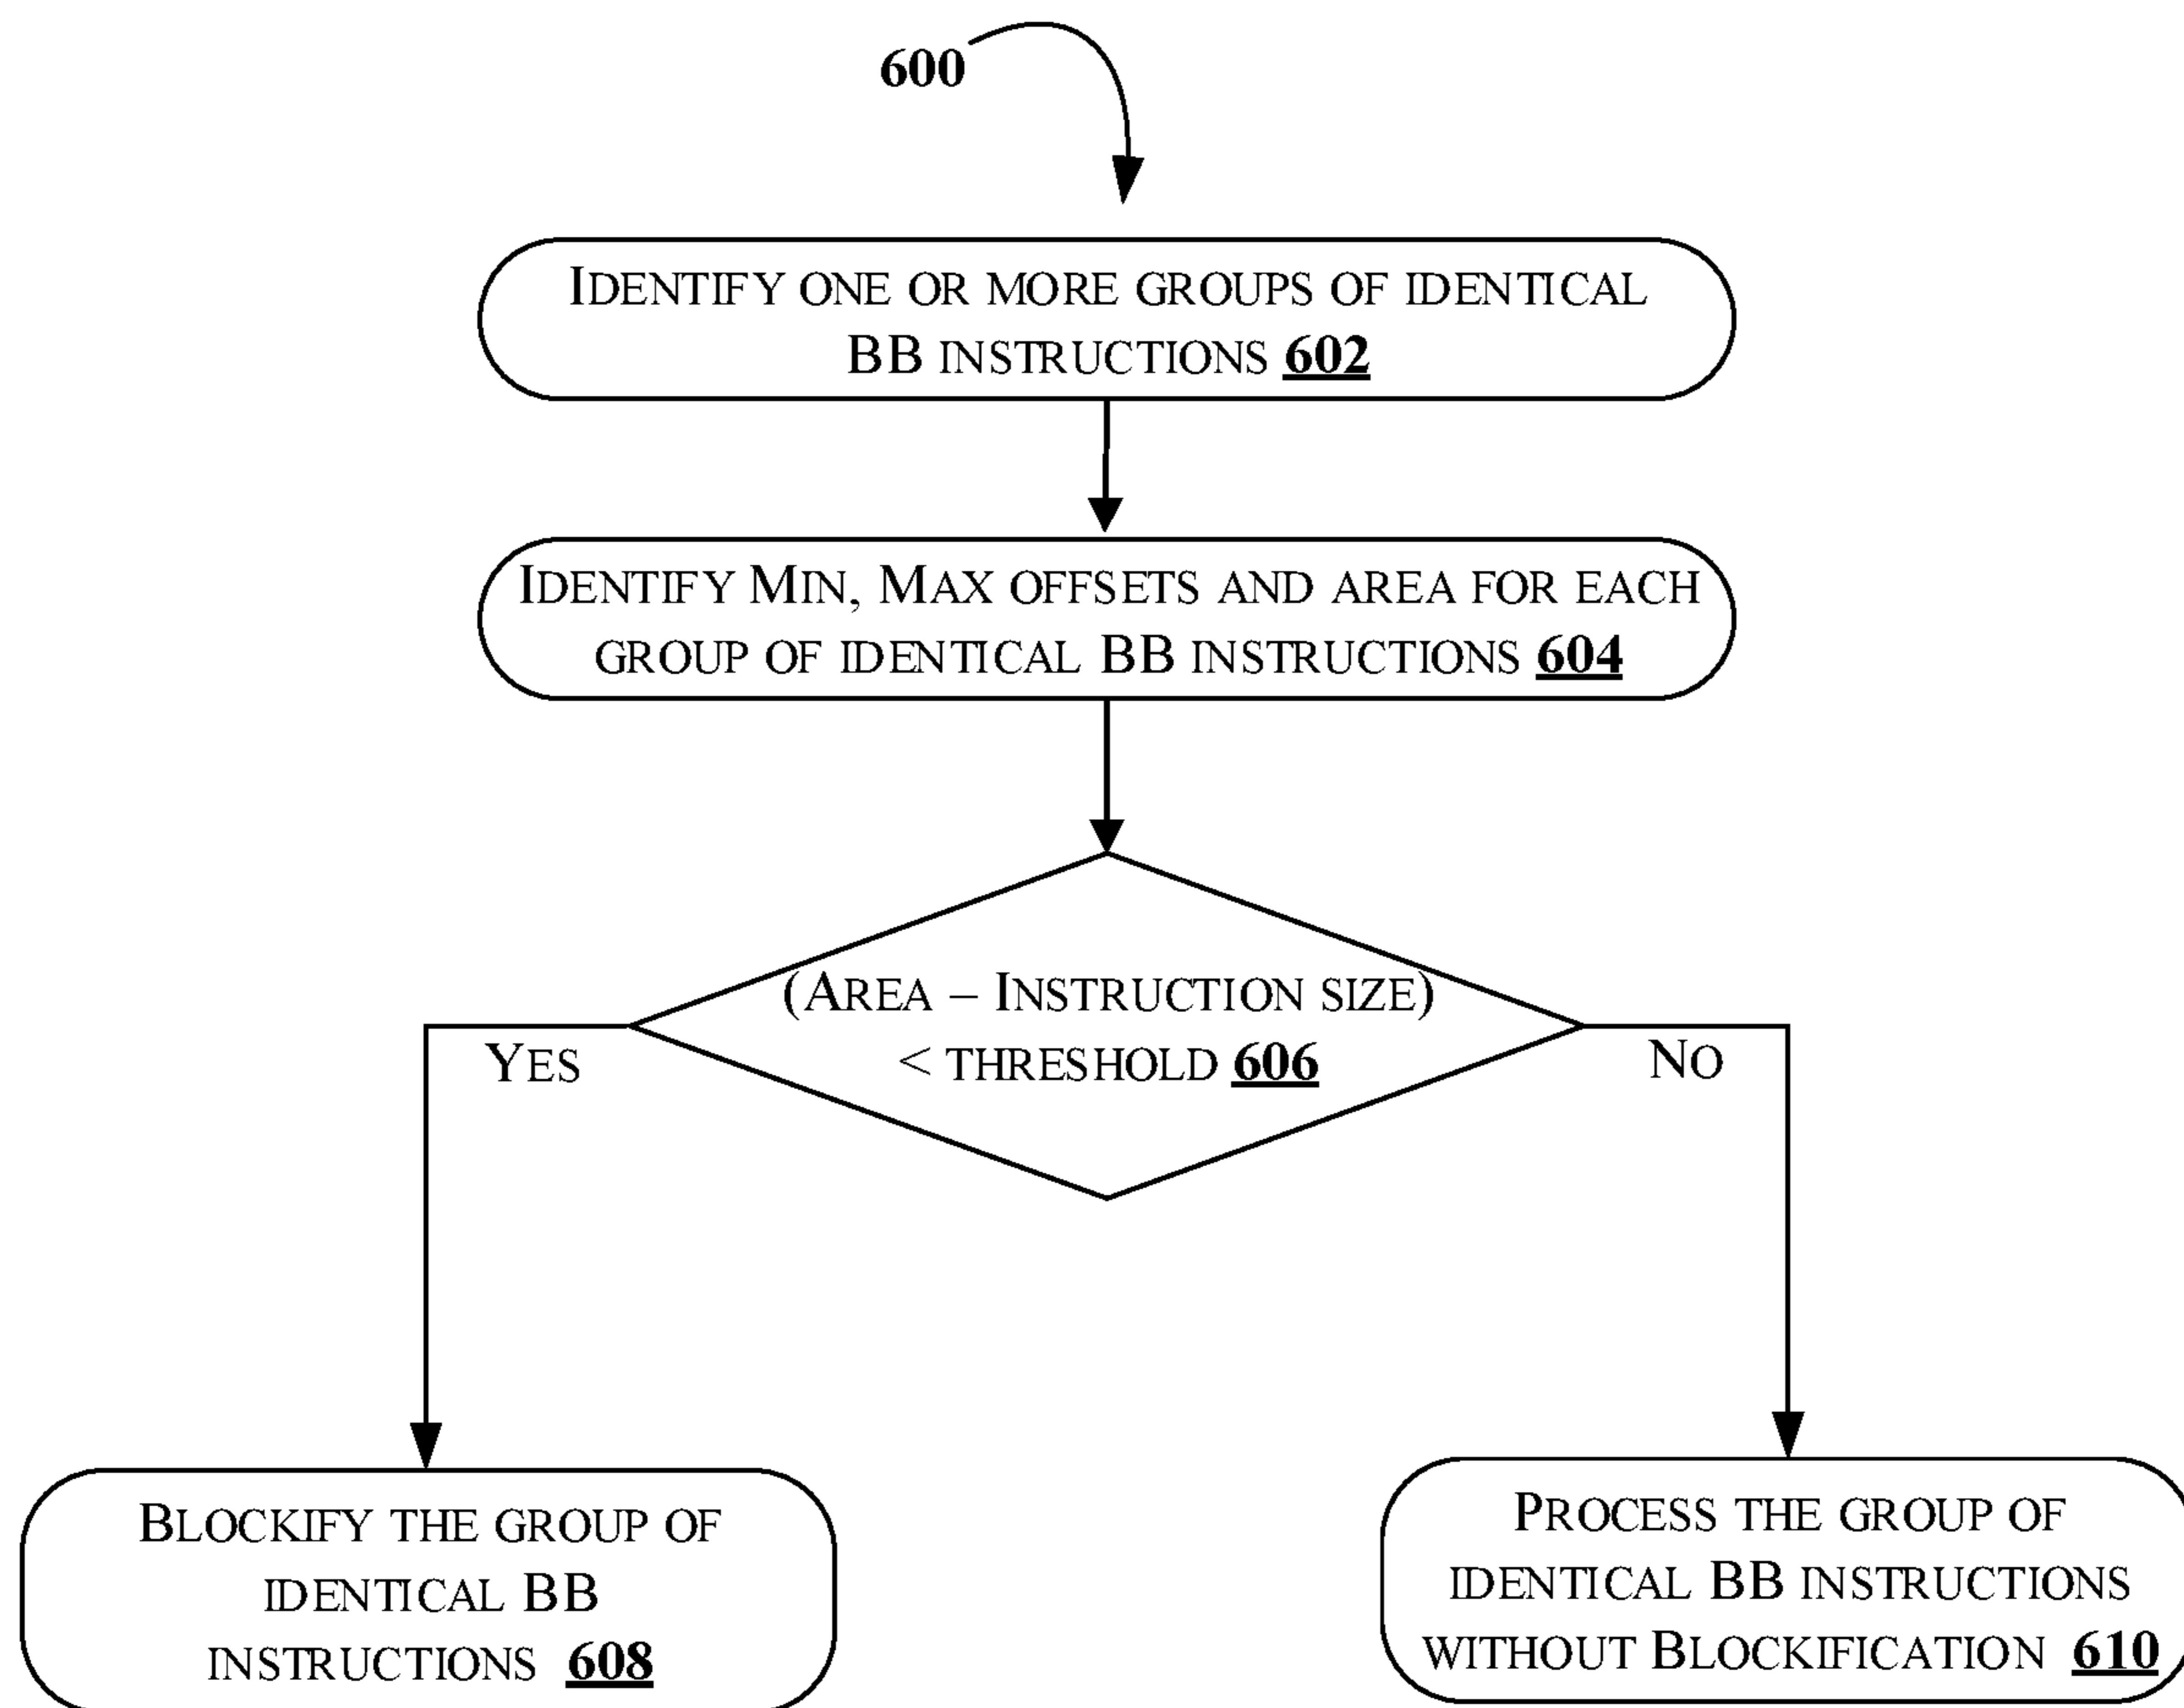 600
IDENTIFY ONE OR MORE GROUPS OF IDENTICAL
BB INSTRUCTIONS 602
IDENTIFY MIN, MAX OFFSETS AND AREA FOR EACH
GROUP OF IDENTICAL BB INSTRUCTIONS 604
(AREA – INSTRUCTION SIZE)
< THRESHOLD 606
YES
NO
BLOCKIFY THE GROUP OF
IDENTICAL BB
INSTRUCTIONS 608
PROCESS THE GROUP OF
IDENTICAL BB INSTRUCTIONS
WITHOUT BLOCKIFICATION 610